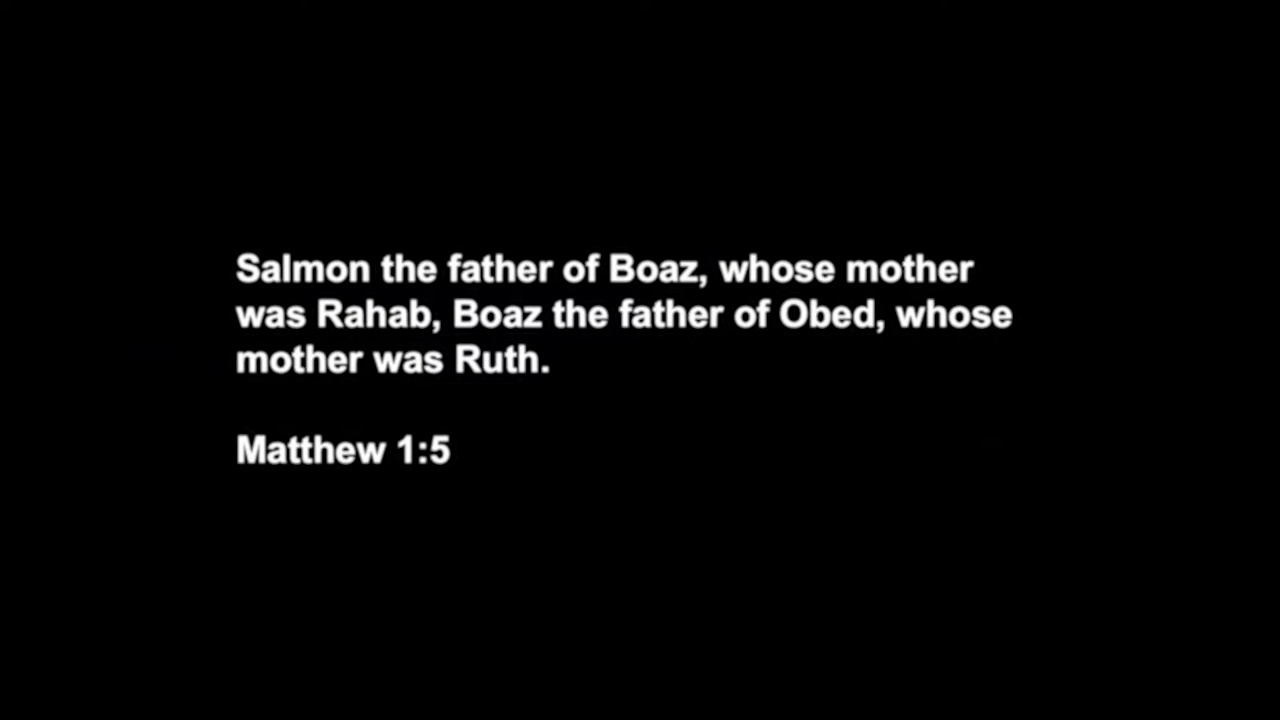 Salmon the father of Boaz, whose mother
was Rahab, Boaz the father of Obed, whose
mother was Ruth.
Matthew 1:5